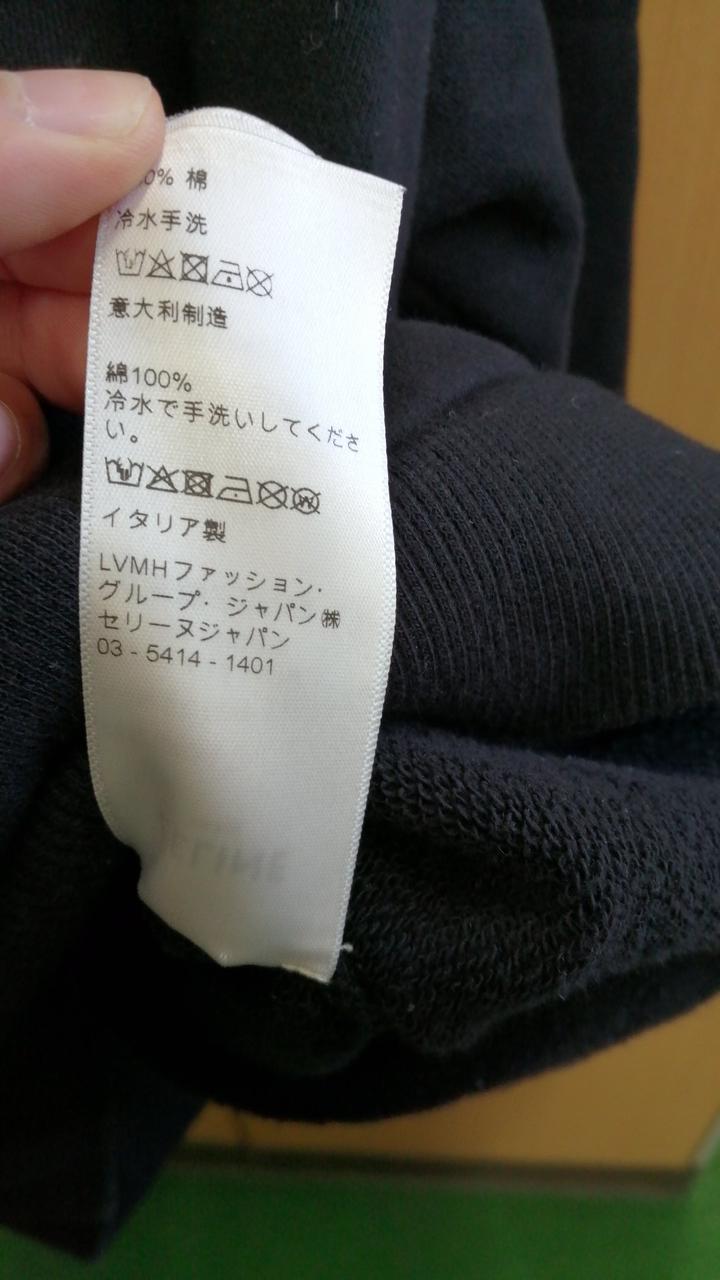 0% 棉
冷水手洗
意大利制造
綿100%
冷水で手洗いしてくださ
い。
イタリア製
LVMHファッション・
グループ・ジャパン㈱
セリーヌジャパン
03 - 5414 - 1401